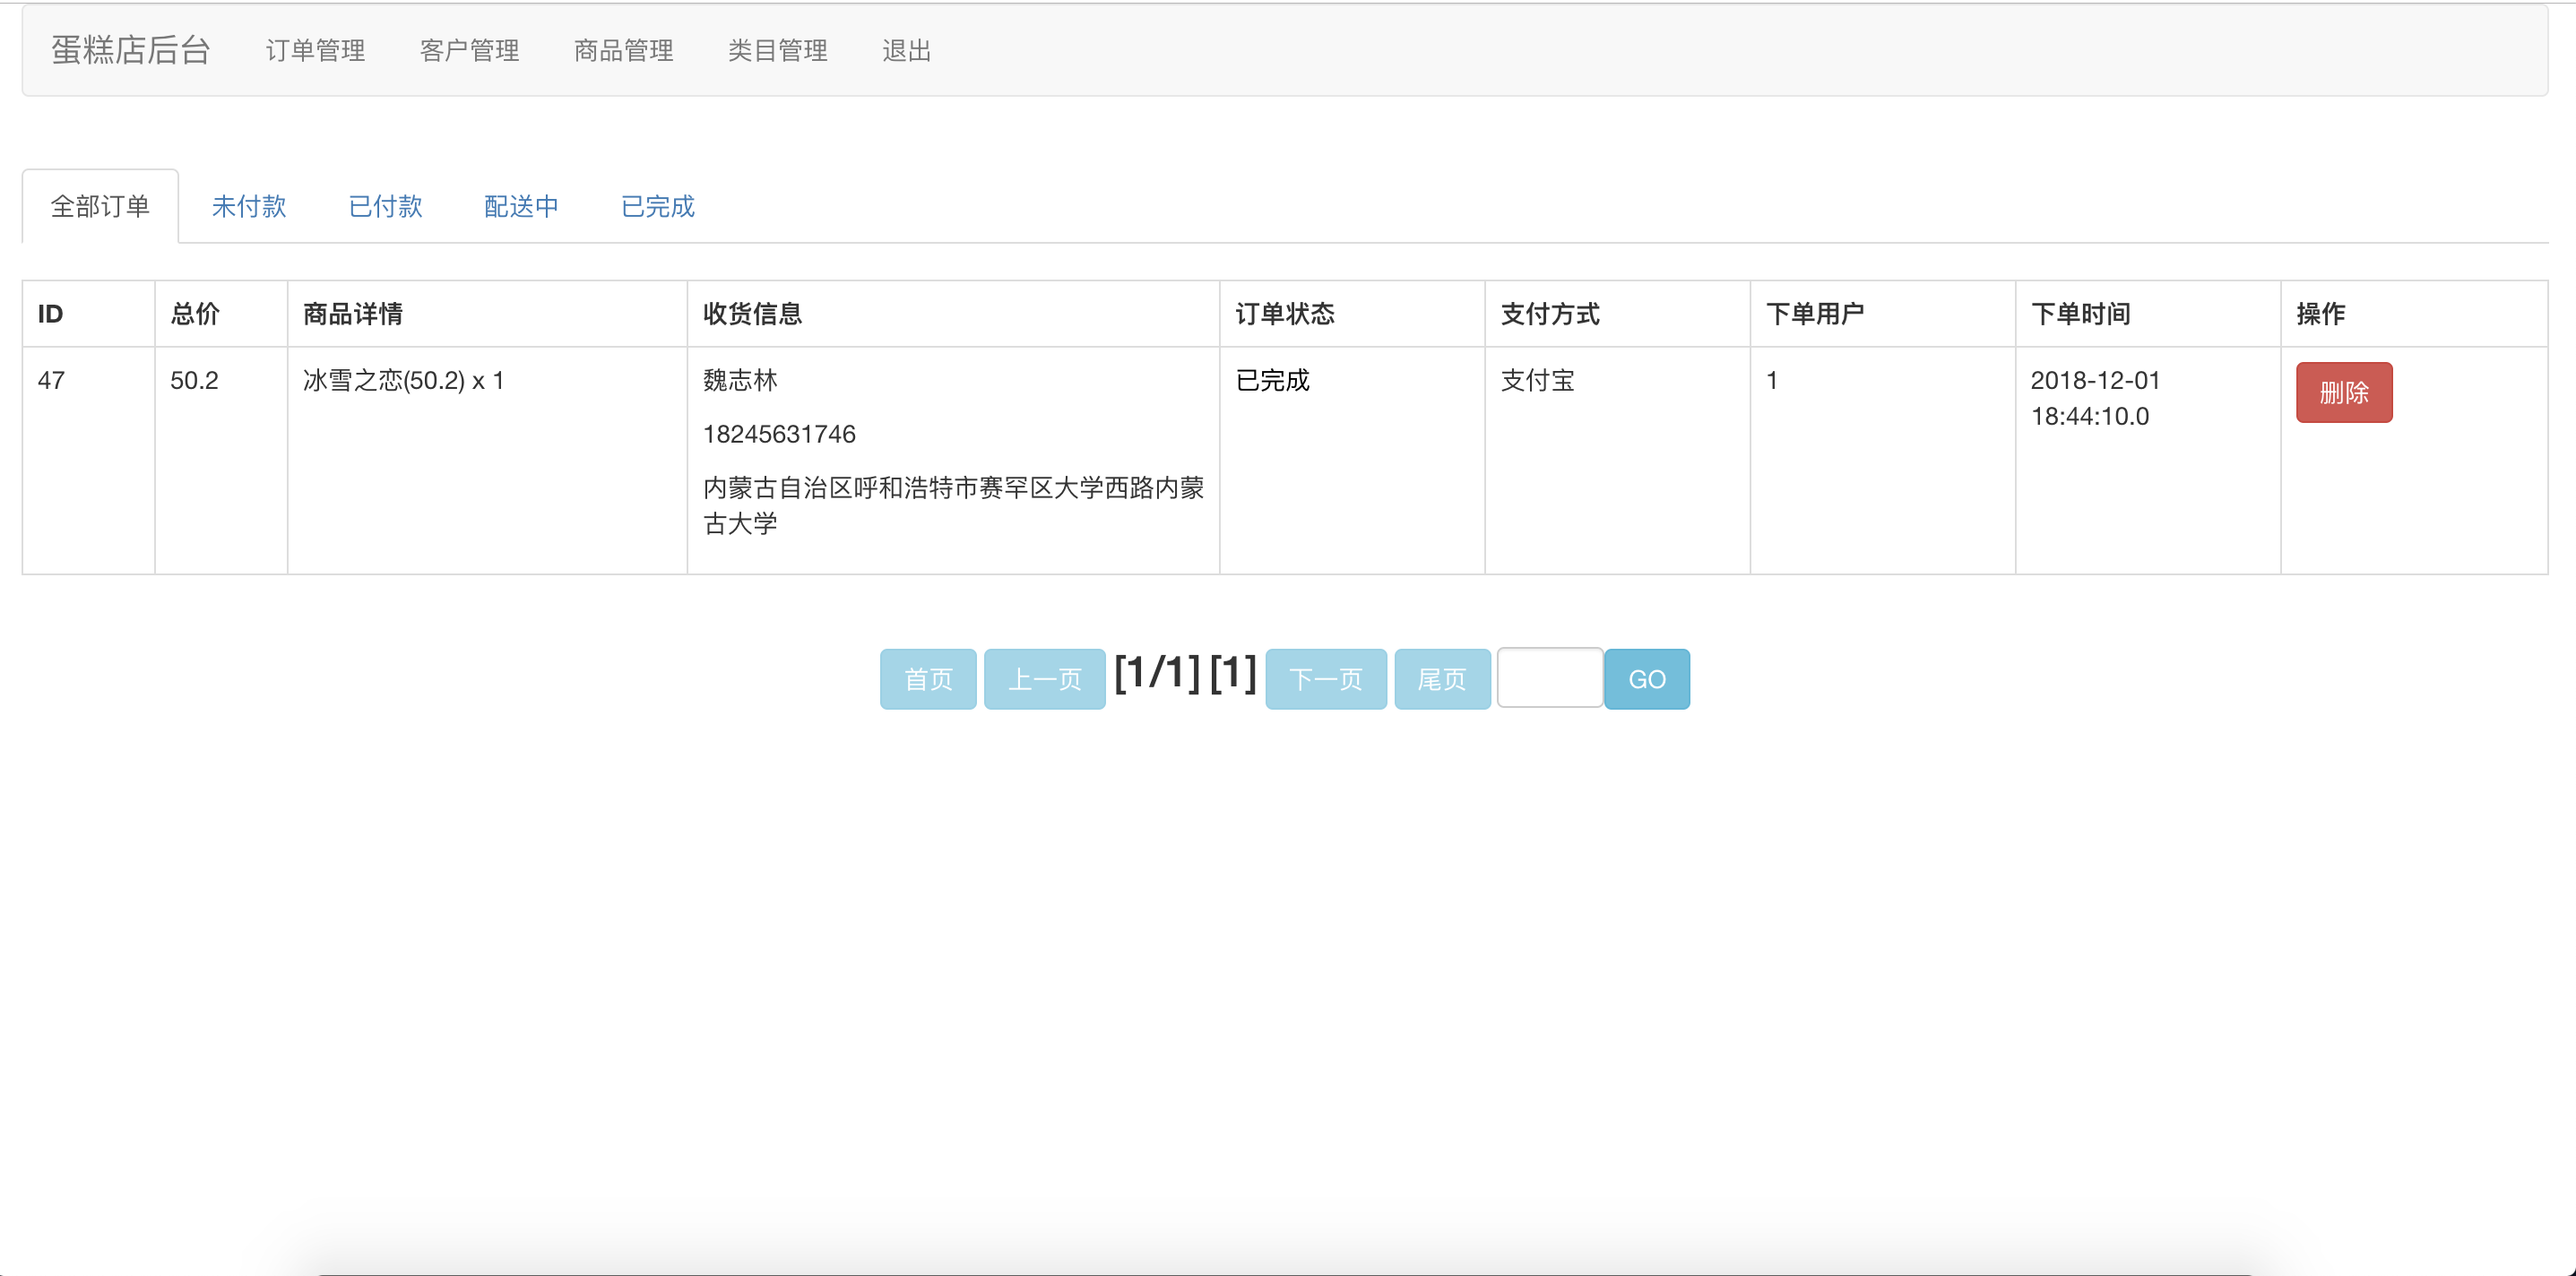 蛋糕店后台 订单管理 客户管理 商品管理 类目管理 退出
全部订单 未付款 已付款 配送中 已完成
ID 总价 商品详情 收货信息 订单状态 支付方式 下单用户 下单时间 操作
47 50.2 冰雪之恋(50.2) x 1 魏志林 已完成 支付宝 1 2018-12-01 删除
18:44:10.0
18245631746
内蒙古自治区呼和浩特市赛罕区大学西路内蒙
古大学
首页 上一页 [1/1] [1] 下一页 尾页 GO